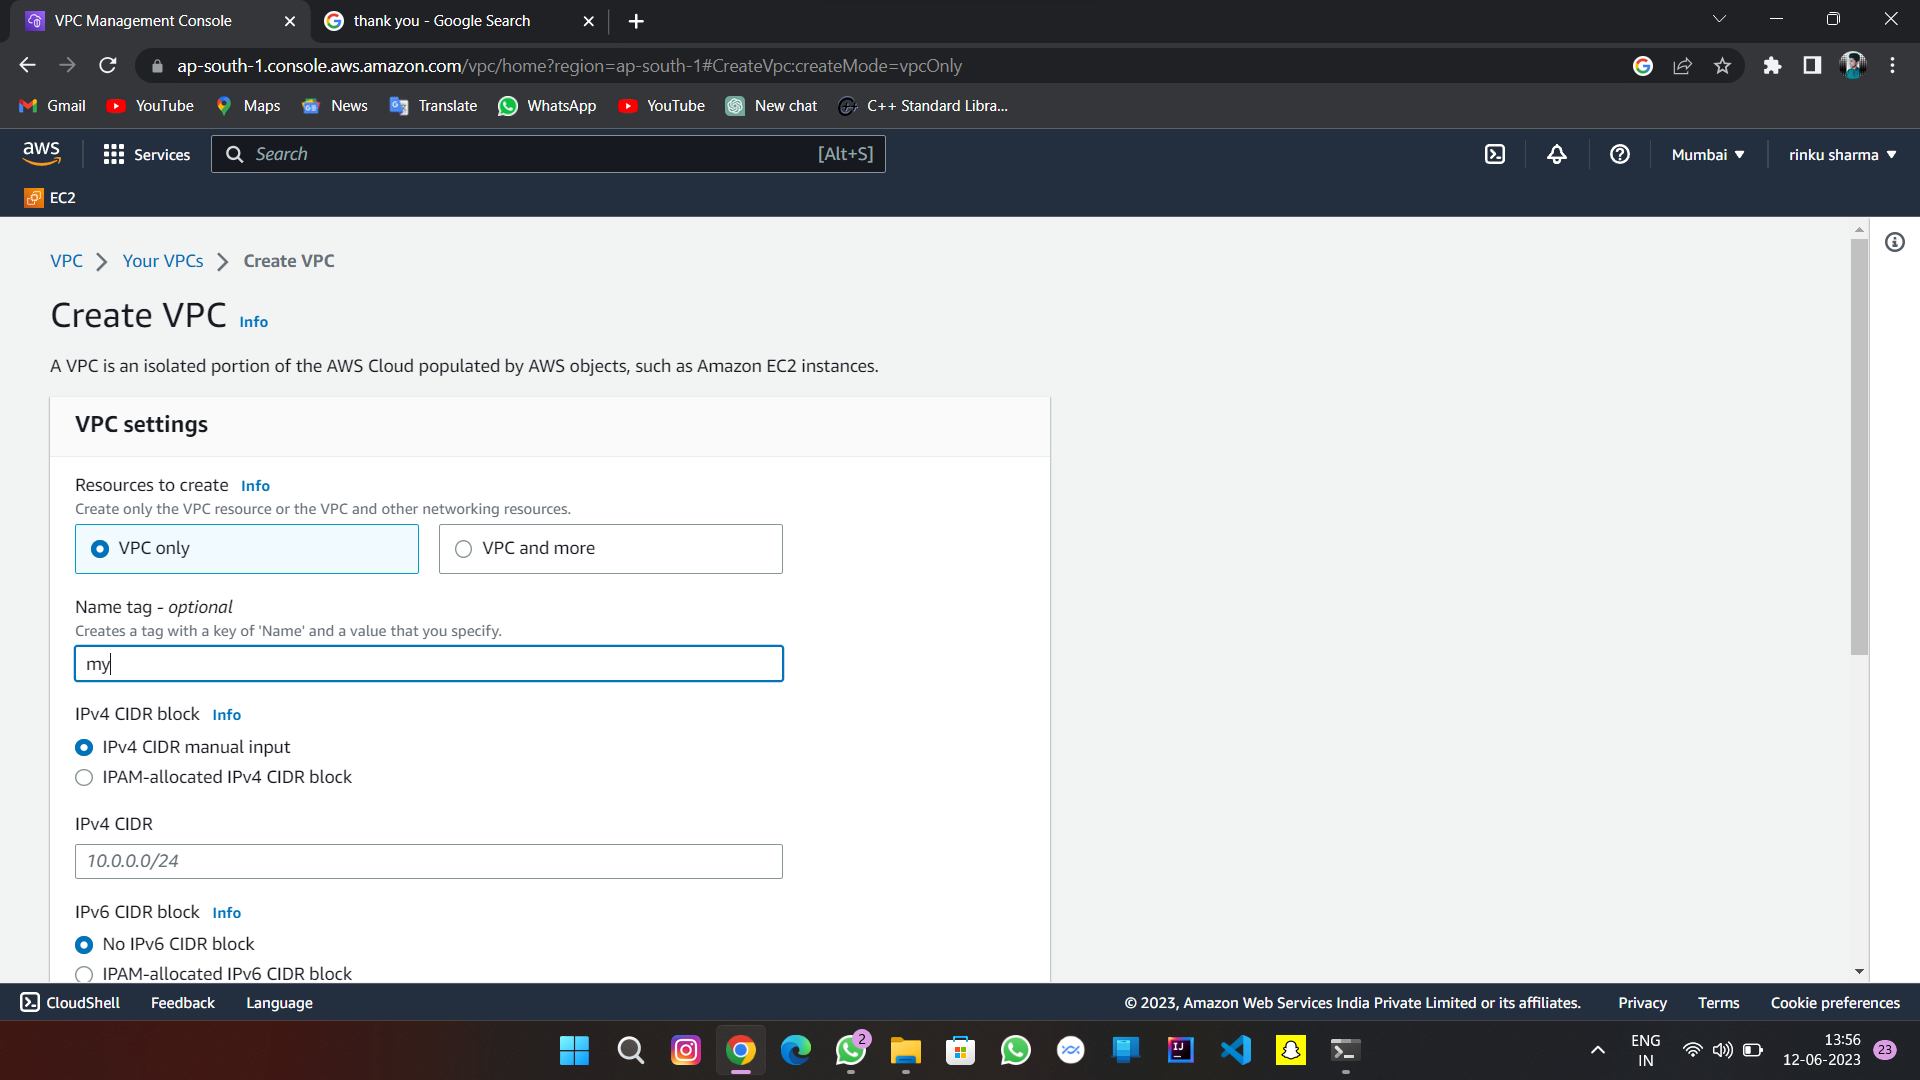 VPC Management Console
thank you - Google Search
ap-south-1.console.aws.amazon.com/vpc/home?region=ap-south-1#CreateVpc:createMode=vpcOnly
Gmail YouTube Maps News Translate WhatsApp YouTube New chat C++ Standard Libra...
aws Services Search [Alt+S] Mumbai rinku sharma
EC2
VPC Your VPCs Create VPC
Create VPC Info
A VPC is an isolated portion of the AWS Cloud populated by AWS objects, such as Amazon EC2 instances.
VPC settings
Resources to create Info
Create only the VPC resource or the VPC and other networking resources.
VPC only VPC and more
Name tag - optional
Creates a tag with a key of 'Name' and a value that you specify.
my
IPv4 CIDR block Info
IPv4 CIDR manual input
IPAM-allocated IPv4 CIDR block
IPv4 CIDR
10.0.0.0/24
IPv6 CIDR block Info
No IPv6 CIDR block
IPAM-allocated IPv6 CIDR block
CloudShell Feedback Language © 2023, Amazon Web Services India Private Limited or its affiliates. Privacy Terms Cookie preferences
2
IJ
ENG
IN
13:56
12-06-2023
23